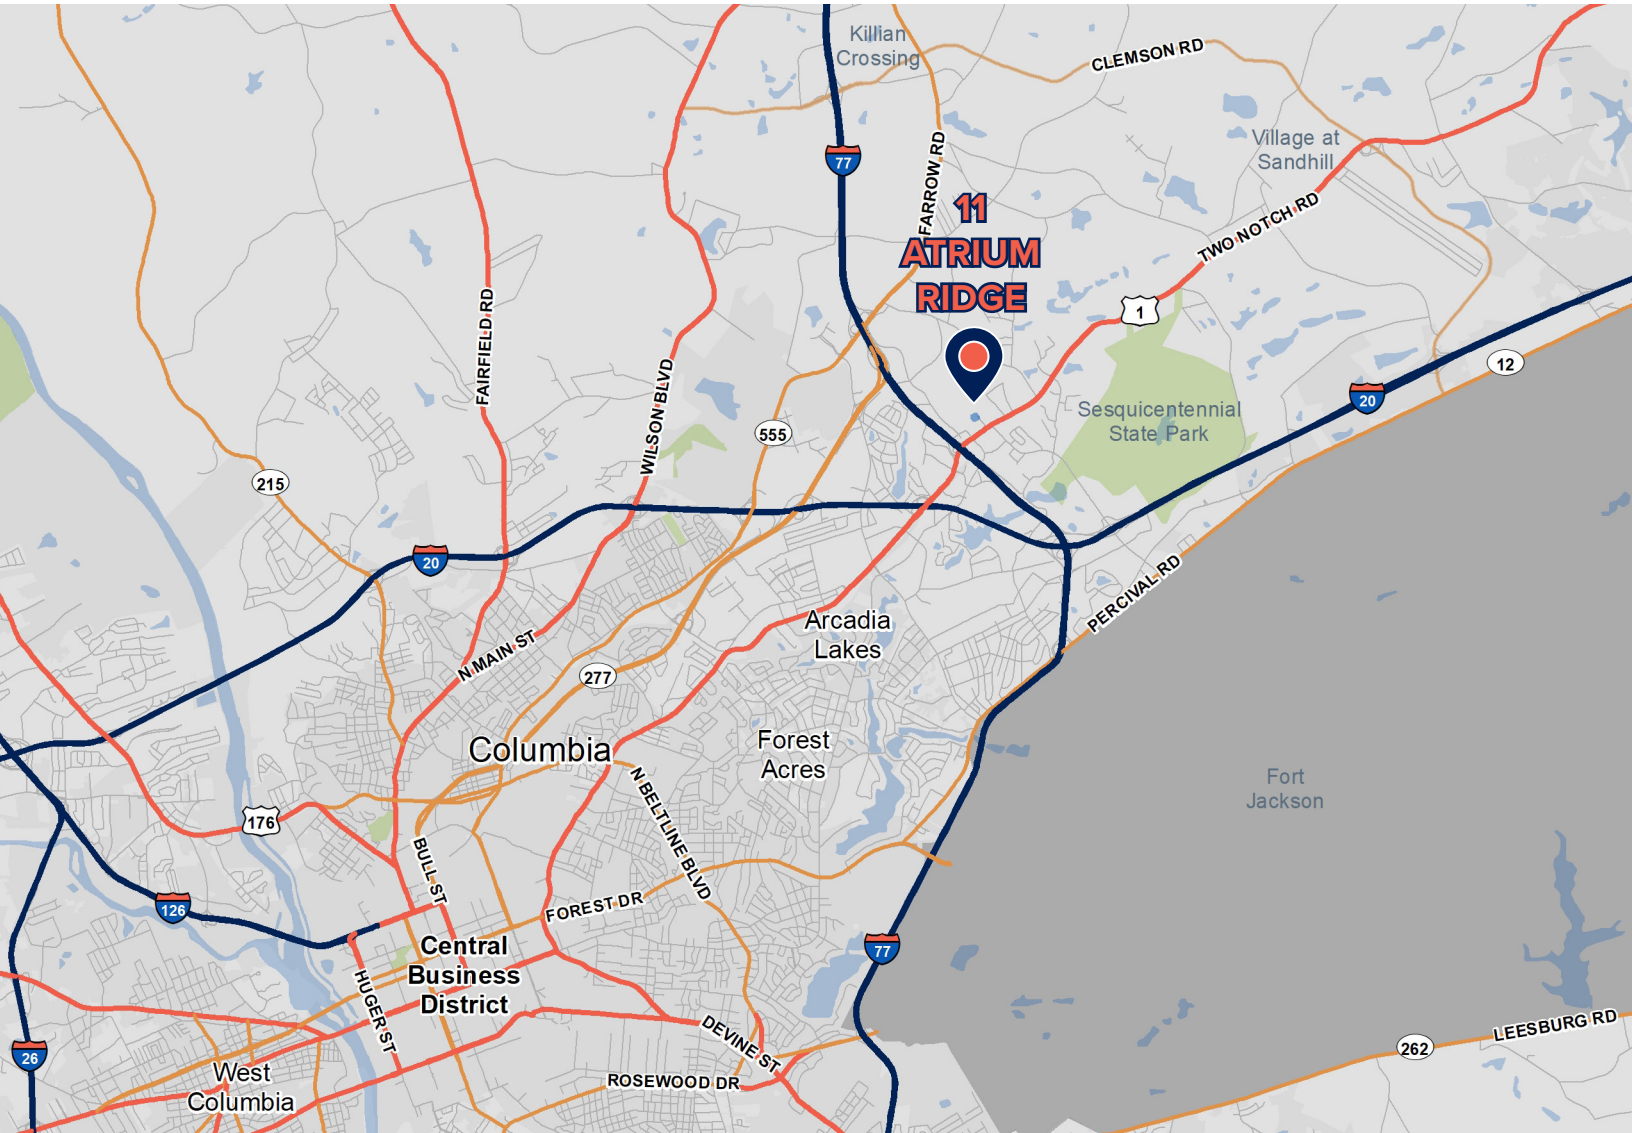 Killian
Crossing
CLEMSON RD
77
FARROW RD
Village at
Sandhill
11
ATRIUM
RIDGE
TWO NOTCH RD
1
FAIRFIELD RD
WILSON BLVD
12
20
Sesquicentennial
State Park
555
215
20
PERCIVAL RD
Arcadia
Lakes
N MAIN ST
277
Columbia
Forest
Acres
Fort
Jackson
N BELTLINE BLVD
176
BULL ST
126
FOREST DR
Central
Business
District
77
HUGER ST
DEVINE ST
LEESBURG RD
262
26
West
Columbia
ROSEWOOD DR